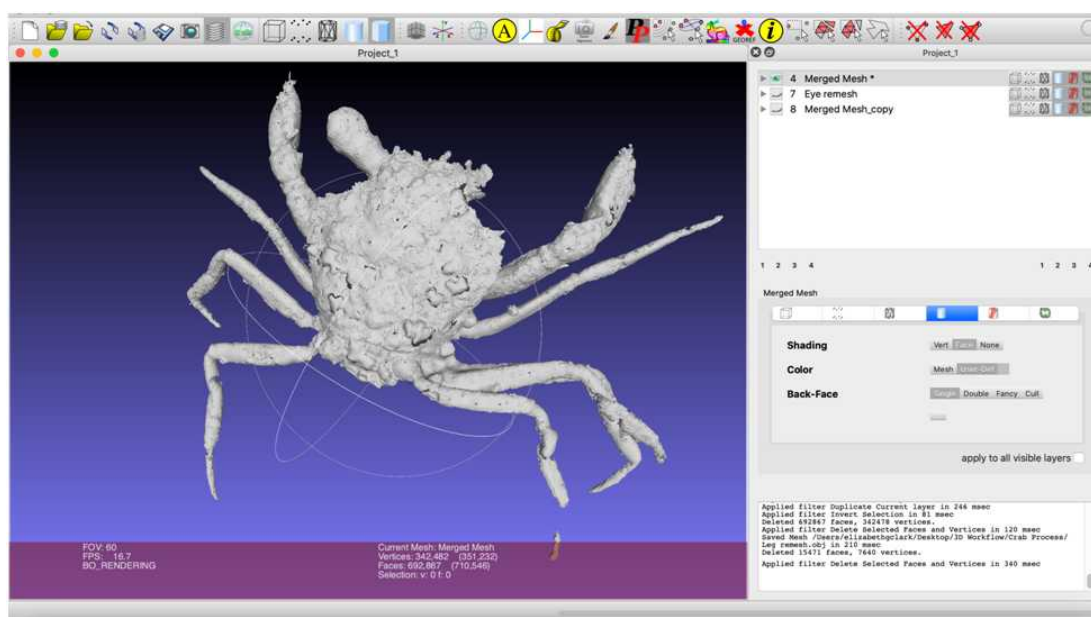 Project_1
Project_1
4 Merged Mesh *
7 Eye remesh
8 Merged Mesh_copy
1 2 3 4
1 2 3 4
Merged Mesh
Shading Vert Face None
Color Mesh User-Def
Back-Face Single Double Fancy Cull
apply to all visible layers
Applied filter Duplicate Current layer in 246 msec
Applied filter Invert Selection in 81 msec
Deleted 692867 faces, 342478 vertices.
Applied filter Delete Selected Faces and Vertices in 120 msec
Saved Mesh /Users/elizabethgclark/Desktop/3D Workflow/Crab Process/
Leg remesh.obj in 210 msec
Deleted 15471 faces, 7640 vertices.
Applied filter Delete Selected Faces and Vertices in 340 msec
FOV: 60
FPS: 16.7
BO_RENDERING
Current Mesh: Merged Mesh
Vertices: 342,482 (351,232)
Faces: 692,867 (710,546)
Selection: v: 0 f: 0